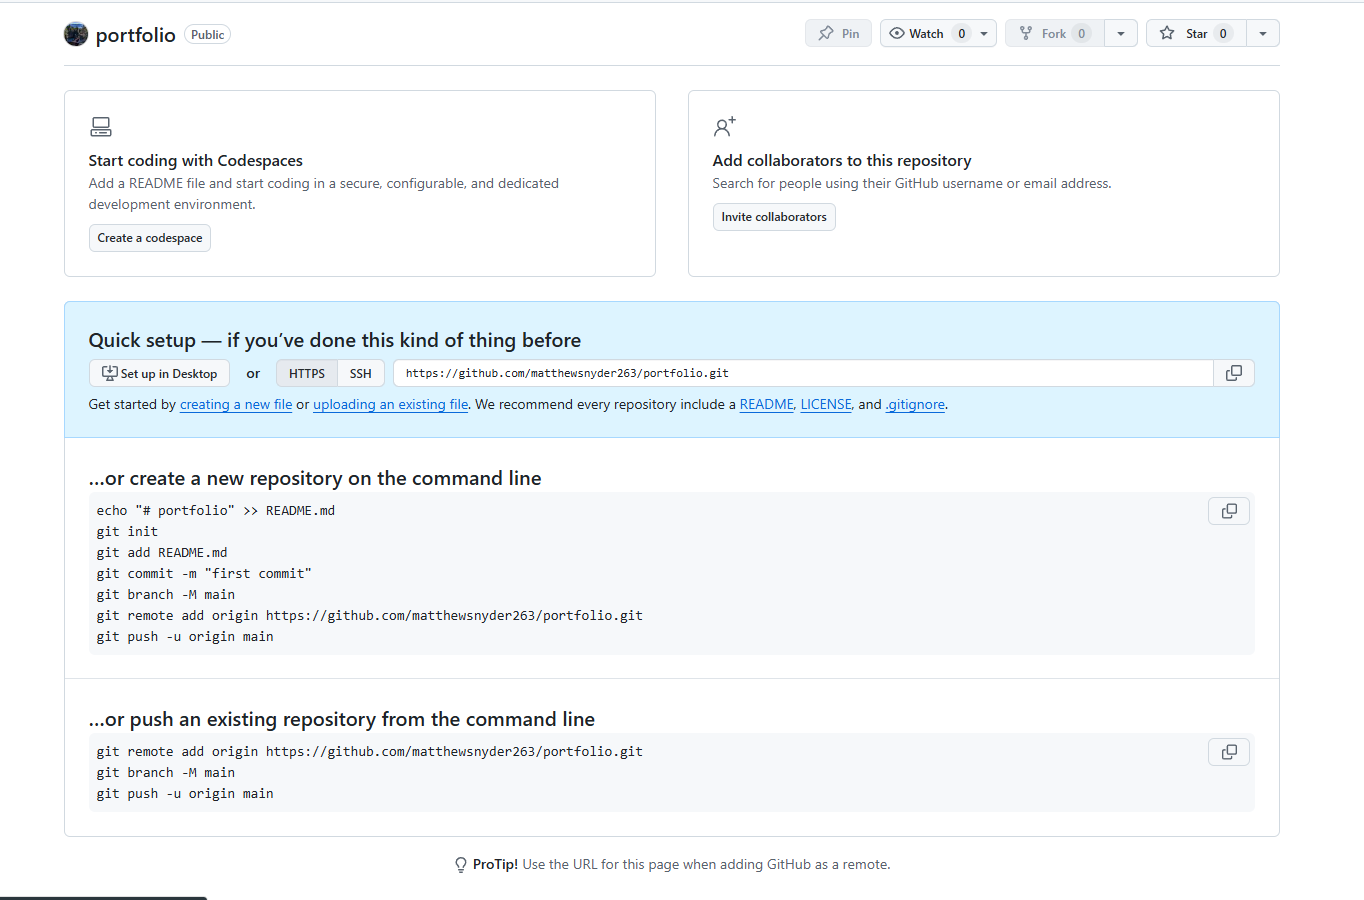 portfolio Public Pin Watch 0 Fork 0 Star 0
Start coding with Codespaces
Add a README file and start coding in a secure, configurable, and dedicated
development environment.
Create a codespace
Add collaborators to this repository
Search for people using their GitHub username or email address.
Invite collaborators
Quick setup — if you’ve done this kind of thing before
Set up in Desktop or HTTPS SSH https://github.com/matthewsnyder263/portfolio.git
Get started by creating a new file or uploading an existing file. We recommend every repository include a README, LICENSE, and .gitignore.
…or create a new repository on the command line
echo "# portfolio" >> README.md
git init
git add README.md
git commit -m "first commit"
git branch -M main
git remote add origin https://github.com/matthewsnyder263/portfolio.git
git push -u origin main
…or push an existing repository from the command line
git remote add origin https://github.com/matthewsnyder263/portfolio.git
git branch -M main
git push -u origin main
ProTip! Use the URL for this page when adding GitHub as a remote.